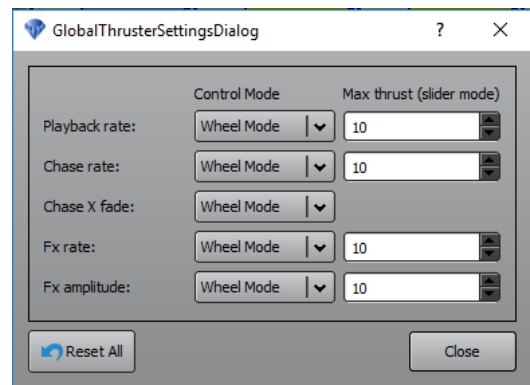 GlobalThrusterSettingsDialog ?
Control Mode Max thrust (slider mode)
Playback rate: Wheel Mode 10
Chase rate: Wheel Mode 10
Chase X fade: Wheel Mode
Fx rate: Wheel Mode 10
Fx amplitude: Wheel Mode 10
Reset All Close